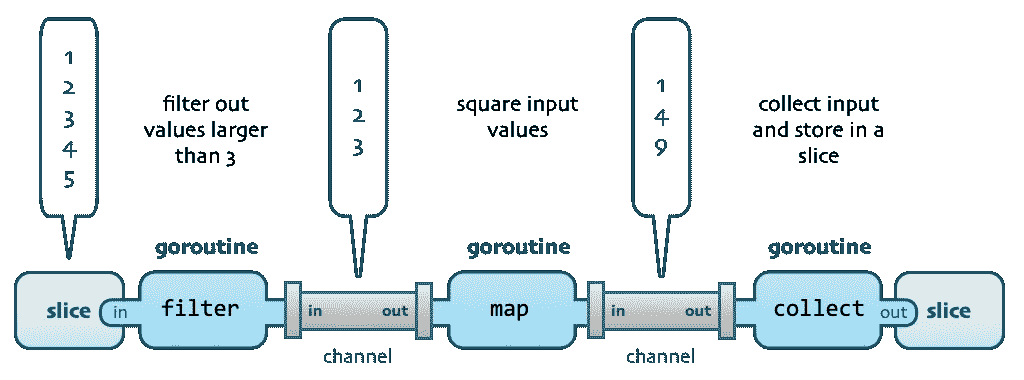 1
2
3
4
5
filter out
values larger
than 3
1
2
3
square input
values
1
4
9
collect input
and store in a
slice
goroutine
goroutine
goroutine
slice
in
filter
in
out
map
in
out
collect
out
slice
channel
channel